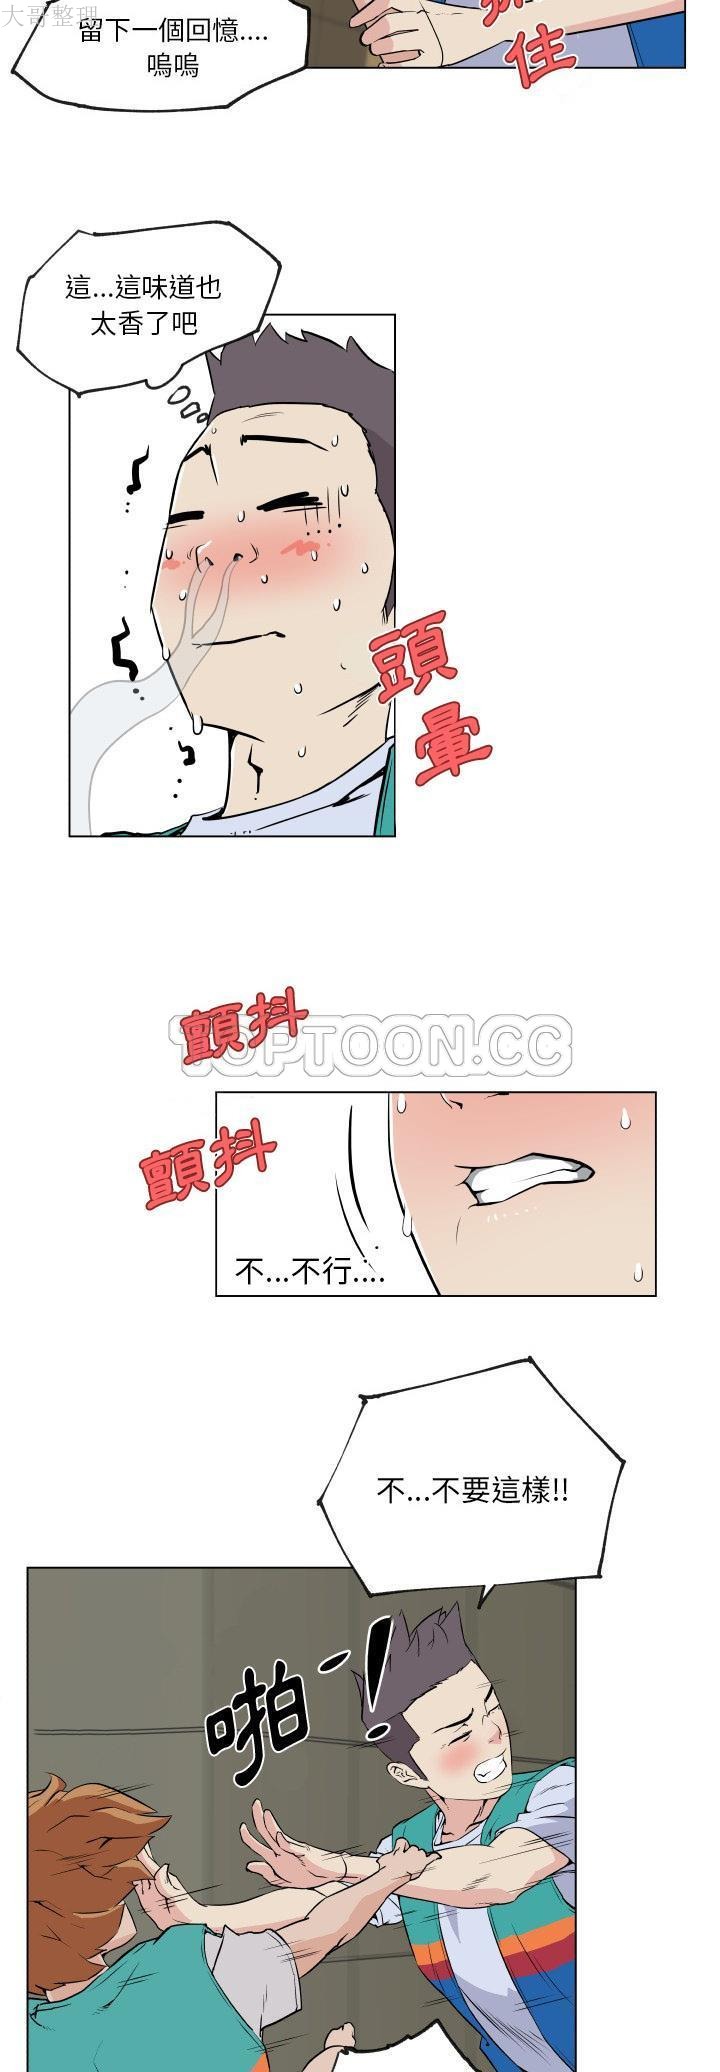 大哥整理
留下一個回憶....
嗚嗚
抓住
這...這味道也
太香了吧
頭暈
顫抖
TOPTOON.CC
顫抖
不...不行....
不...不要這樣!!
啪-!